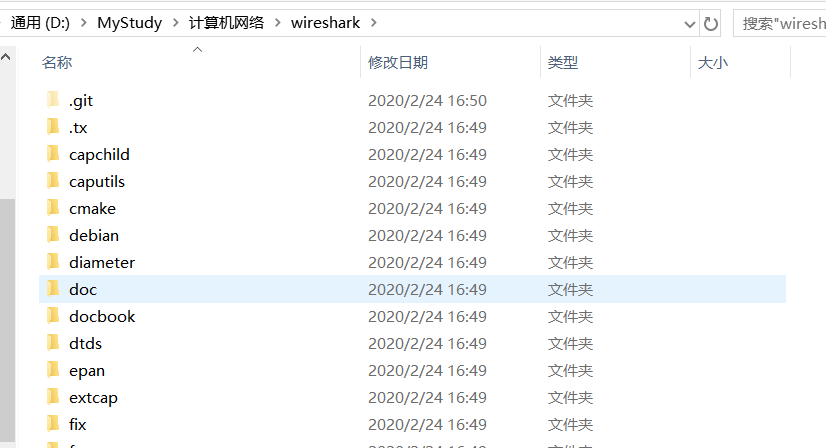 通用 (D:) > MyStudy > 计算机网络 > wireshark > 搜索"wiresh
名称 修改日期 类型 大小
.git 2020/2/24 16:50 文件夹
.tx 2020/2/24 16:49 文件夹
capchild 2020/2/24 16:49 文件夹
caputils 2020/2/24 16:49 文件夹
cmake 2020/2/24 16:49 文件夹
debian 2020/2/24 16:49 文件夹
diameter 2020/2/24 16:49 文件夹
doc 2020/2/24 16:49 文件夹
docbook 2020/2/24 16:49 文件夹
dtds 2020/2/24 16:49 文件夹
epan 2020/2/24 16:49 文件夹
extcap 2020/2/24 16:49 文件夹
fix 2020/2/24 16:49 文件夹